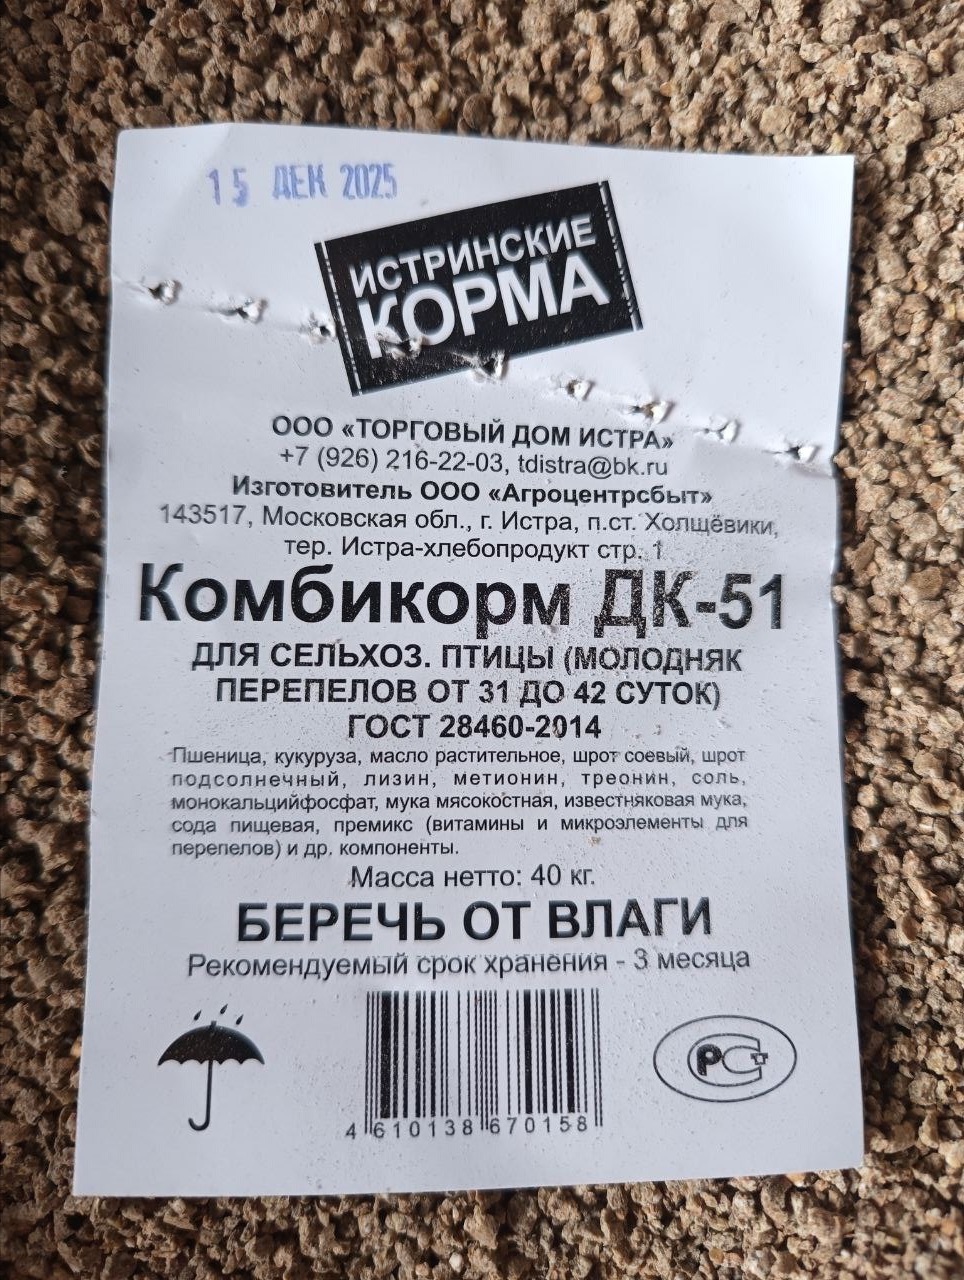 15 ДЕК 2025
ИСТРИНСКИЕ
КОРМА
ООО «ТОРГОВЫЙ ДОМ ИСТРА»
+7 (926) 216-22-03, tdistra@bk.ru
Изготовитель ООО «Агроцентрсбыт»
143517, Московская обл., г. Истра, п.ст. Холщёвики,
тер. Истра-хлебопродукт стр. 1
Комбикорм ДК-51
ДЛЯ СЕЛЬХОЗ. ПТИЦЫ (МОЛОДНЯК
ПЕРЕПЕЛОВ ОТ 31 ДО 42 СУТОК)
ГОСТ 28460-2014
Пшеница, кукуруза, масло растительное, шрот соевый, шрот
подсолнечный, лизин, метионин, треонин, соль,
монокальцийфосфат, мука мясокостная, известняковая мука,
сода пищевая, премикс (витамины и микроэлементы для
перепелов) и др. компоненты.
Масса нетто: 40 кг.
БЕРЕЧЬ ОТ ВЛАГИ
Рекомендуемый срок хранения - 3 месяца
РСТ
4 610138 670158